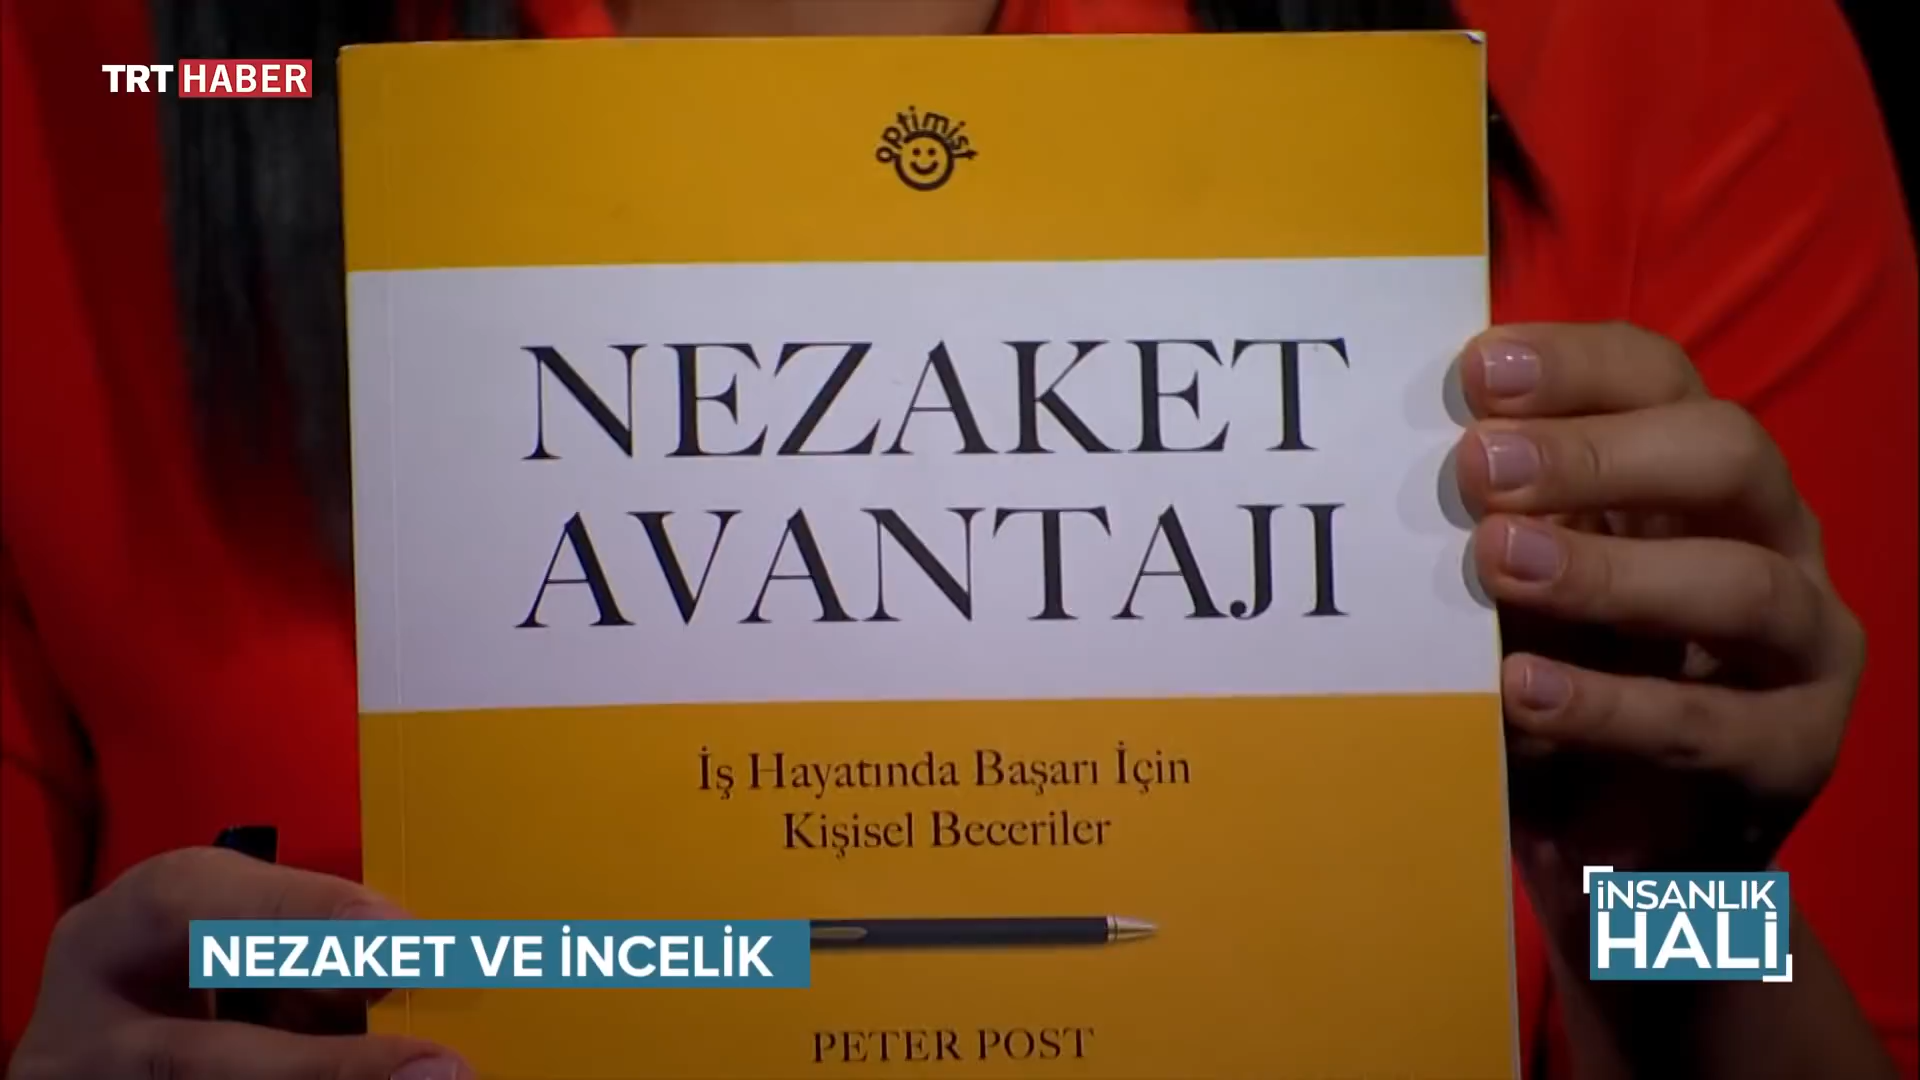 TRT HABER
optimist
NEZAKET
AVANTAJI
İş Hayatında Başarı İçin
Kişisel Beceriler
NEZAKET VE İNCELİK
İNSANLIK
HALİ
PETER POST